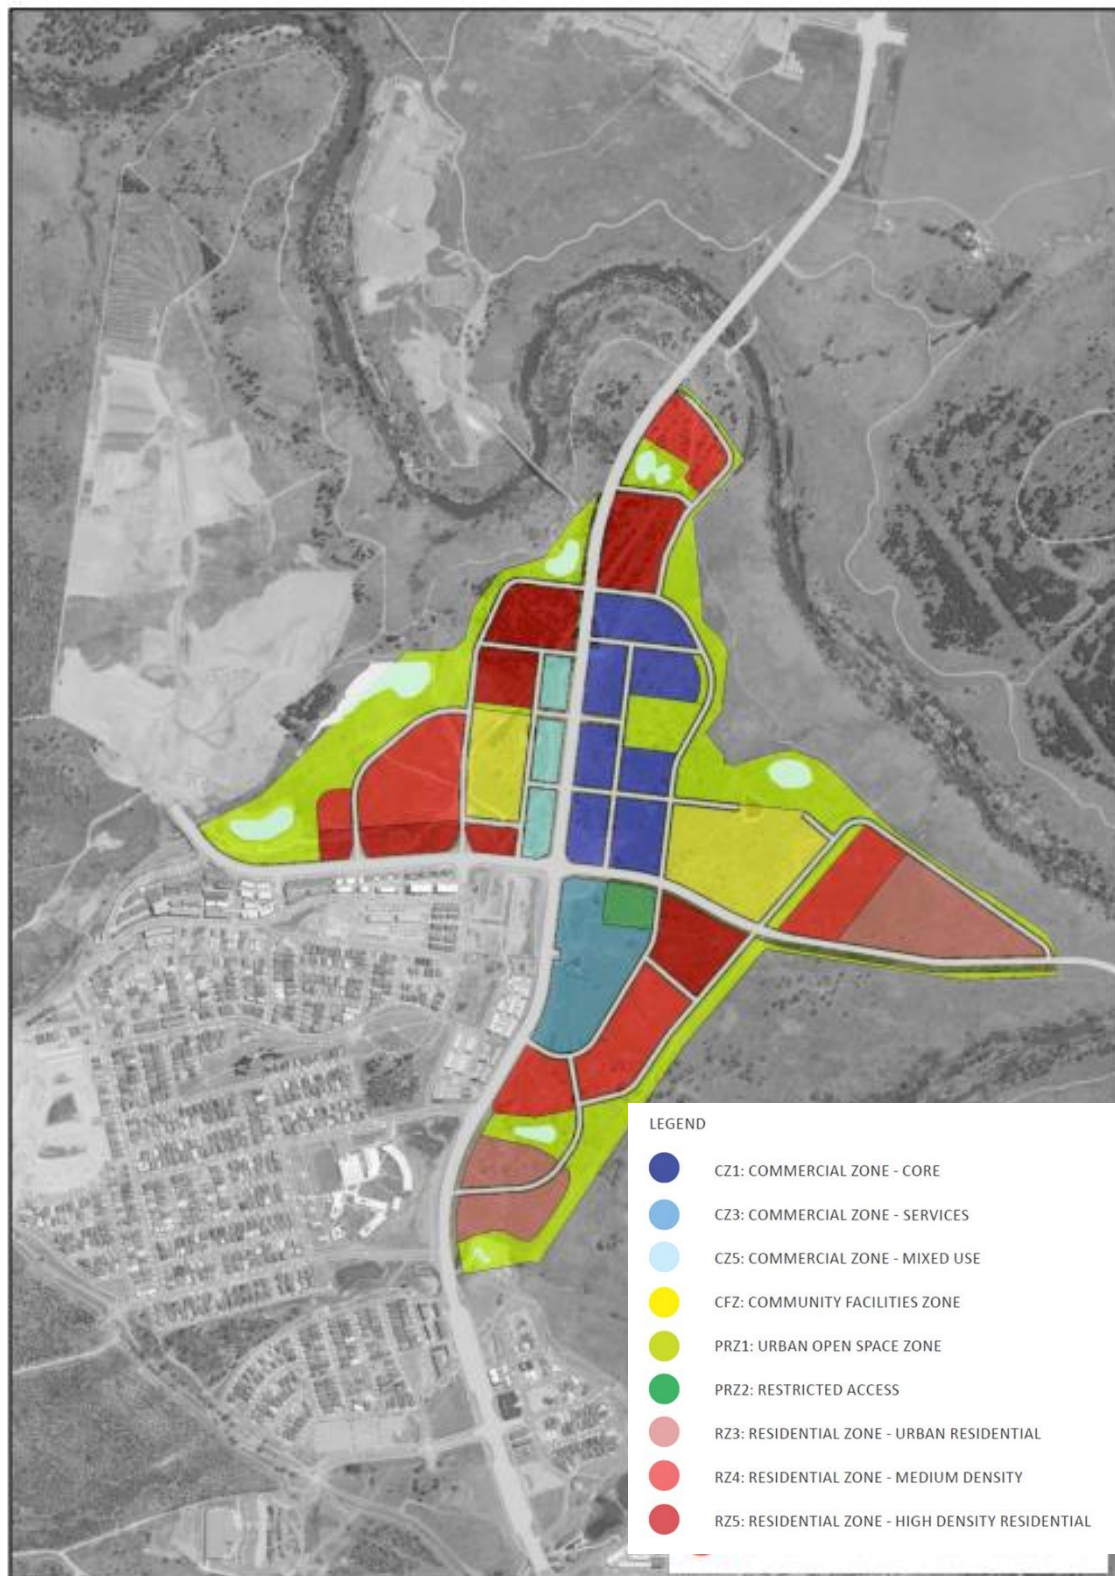 LEGEND
CZ1: COMMERCIAL ZONE - CORE
CZ3: COMMERCIAL ZONE - SERVICES
CZ5: COMMERCIAL ZONE - MIXED USE
CFZ: COMMUNITY FACILITIES ZONE
PRZ1: URBAN OPEN SPACE ZONE
PRZ2: RESTRICTED ACCESS
RZ3: RESIDENTIAL ZONE - URBAN RESIDENTIAL
RZ4: RESIDENTIAL ZONE - MEDIUM DENSITY
RZ5: RESIDENTIAL ZONE - HIGH DENSITY RESIDENTIAL